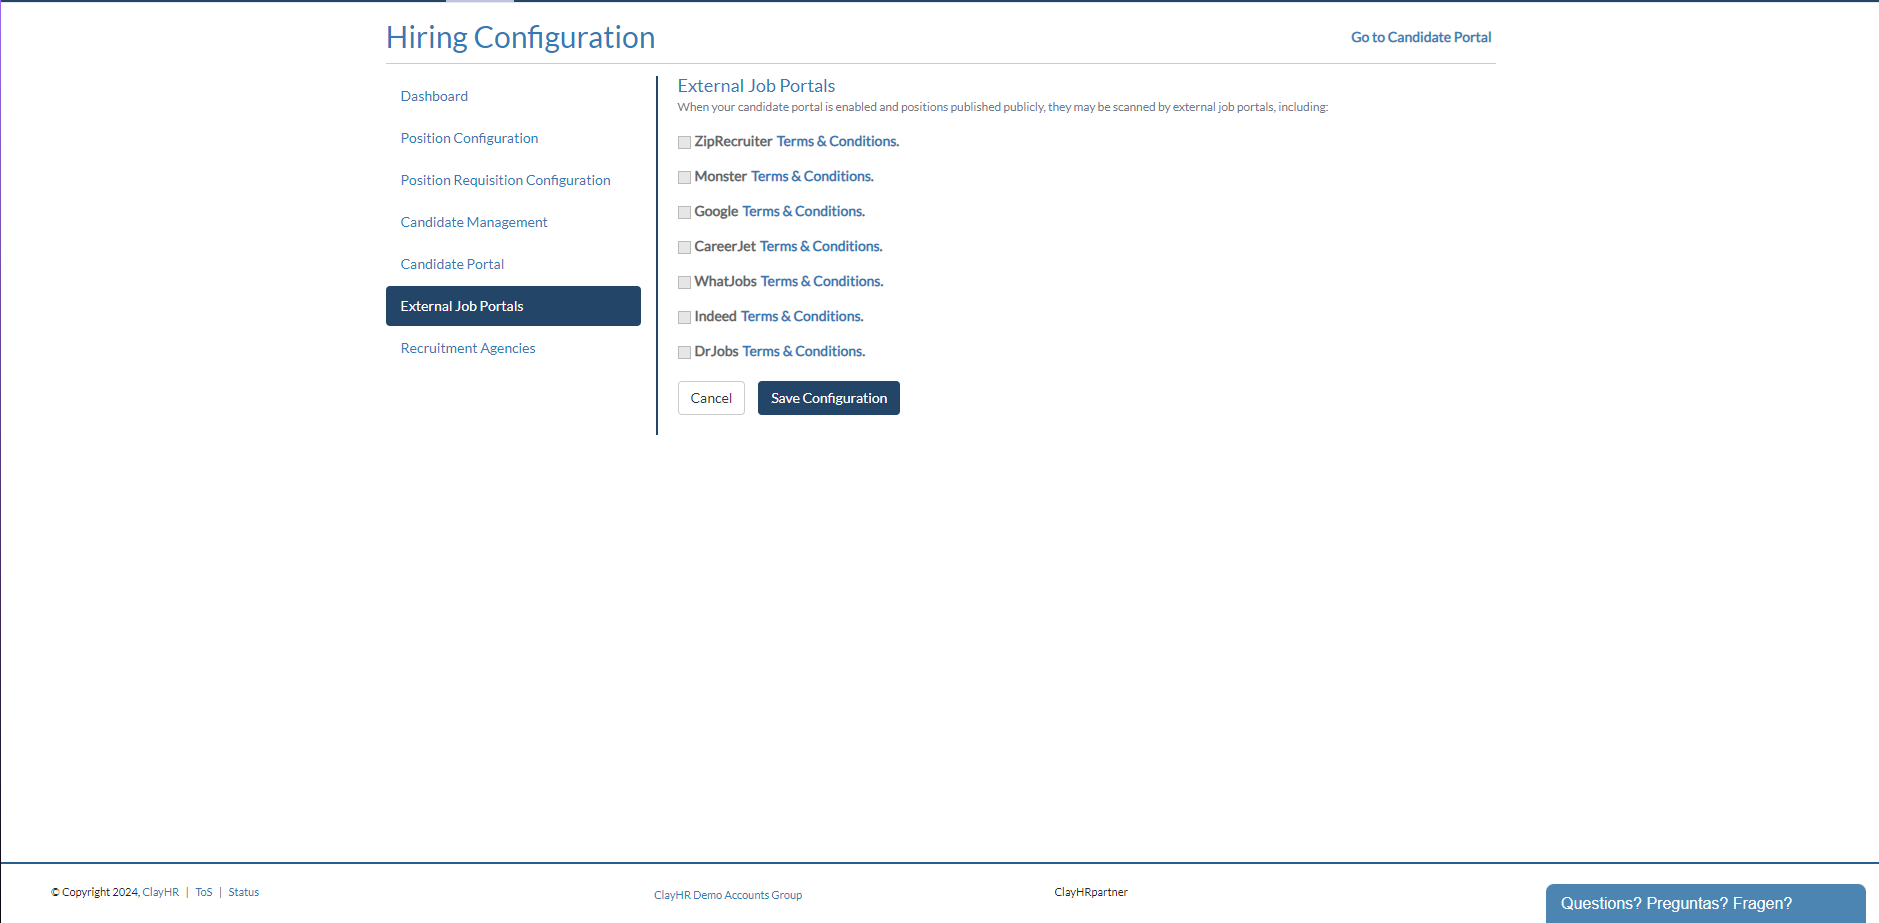 Hiring Configuration
Go to Candidate Portal
Dashboard
Position Configuration
Position Requisition Configuration
Candidate Management
Candidate Portal
External Job Portals
Recruitment Agencies
External Job Portals
When your candidate portal is enabled and positions published publicly, they may be scanned by external job portals, including:
ZipRecruiter Terms & Conditions.
Monster Terms & Conditions.
Google Terms & Conditions.
CareerJet Terms & Conditions.
WhatJobs Terms & Conditions.
Indeed Terms & Conditions.
DrJobs Terms & Conditions.
Cancel
Save Configuration
© Copyright 2024, ClayHR | ToS | Status
ClayHR Demo Accounts Group
ClayHRpartner
Questions? Preguntas? Fragen?